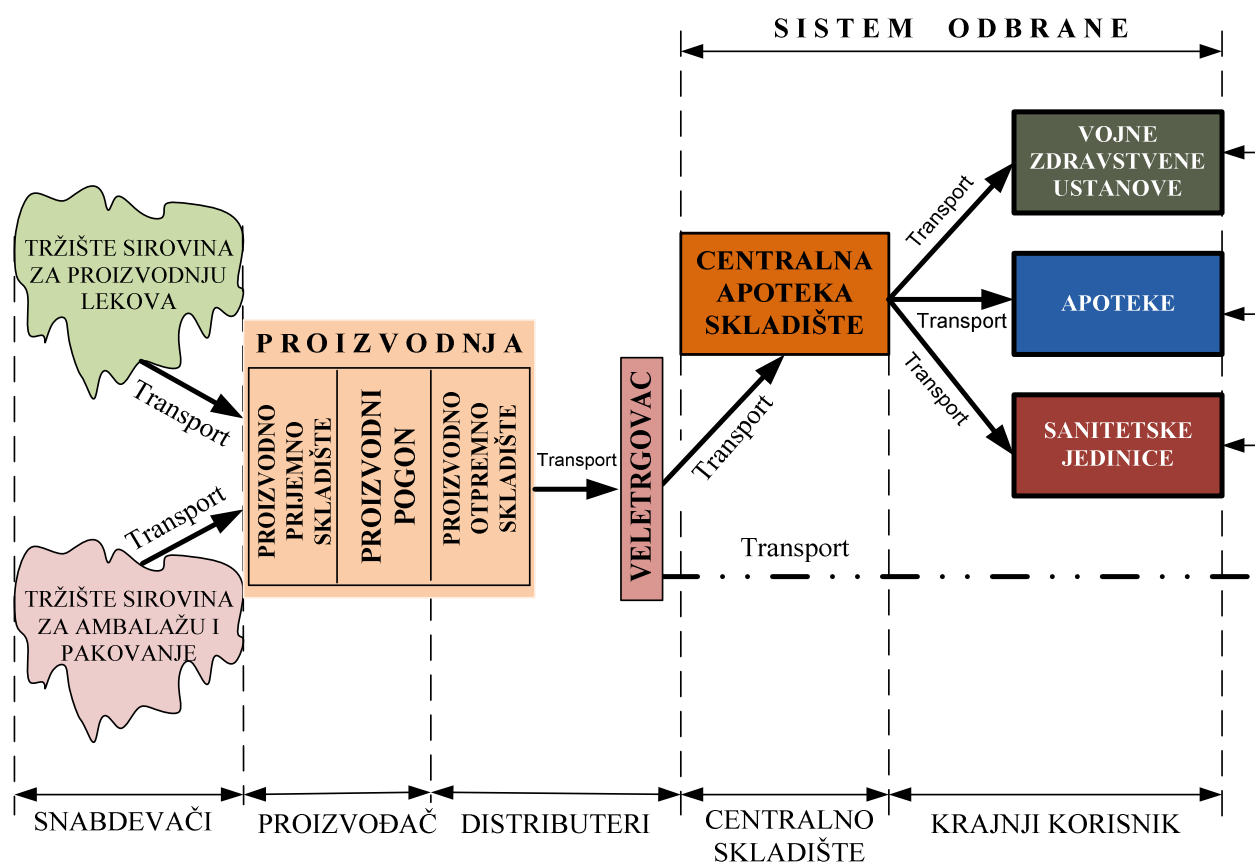 SISTEM ODBRANE
VOJNE
ZDRAVSTVENE
USTANOVE
TRŽIŠTE SIROVINA
ZA PROIZVODNJU
LEKOVA
Transport
CENTRALNA
APOTEKA
SKLADIŠTE
Transport
APOTEKE
Transport
SANITETSKE
JEDINICE
Transport
PROIZVODNJA
PROIZVODNO
PRIJEMNO
SKLADIŠTE
PROIZVODNI
POGON
PROIZVODNO
OTPREMNO
SKLADIŠTE
Transport
VELETRGOVAC
Transport
Transport
Transport
TRŽIŠTE SIROVINA
ZA AMBALAŽU I
PAKOVANJE
SNABDEVAČI
PROIZVOĐAČ
DISTRIBUTERI
CENTRALNO
SKLADIŠTE
KRAJNJI KORISNIK